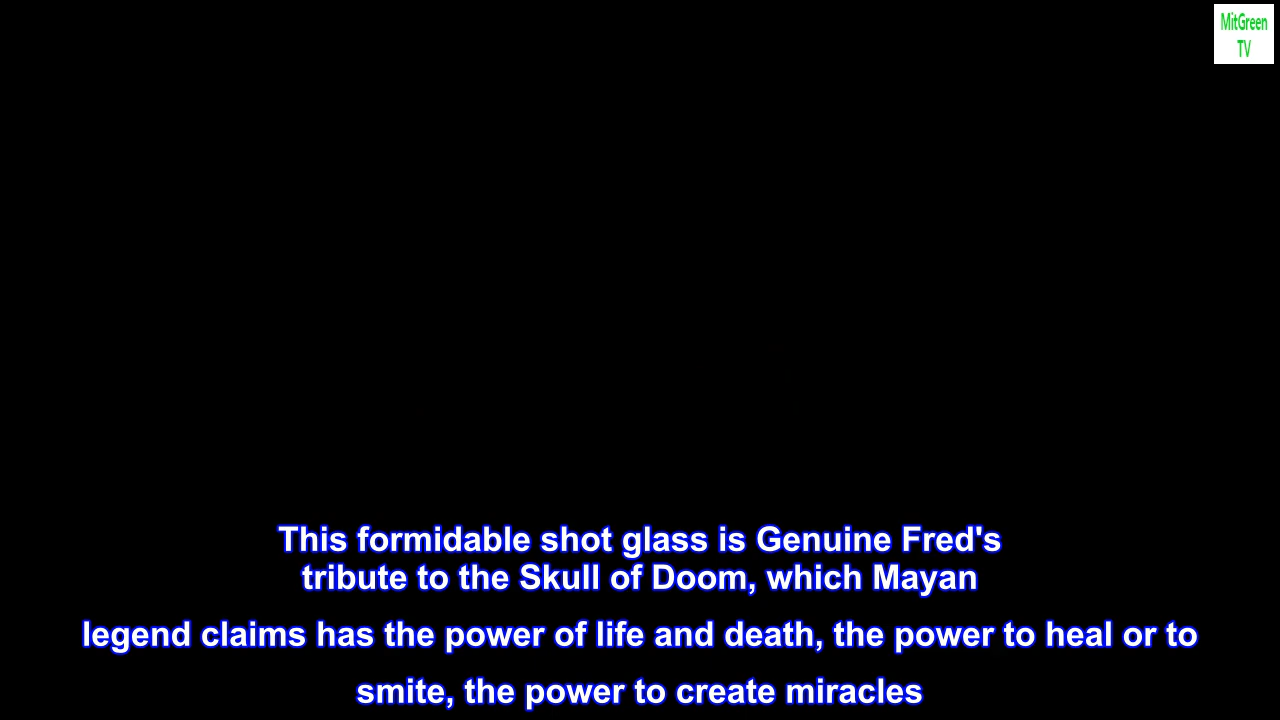 MitGreen
TV
This formidable shot glass is Genuine Fred's
tribute to the Skull of Doom, which Mayan
legend claims has the power of life and death, the power to heal or to
smite, the power to create miracles